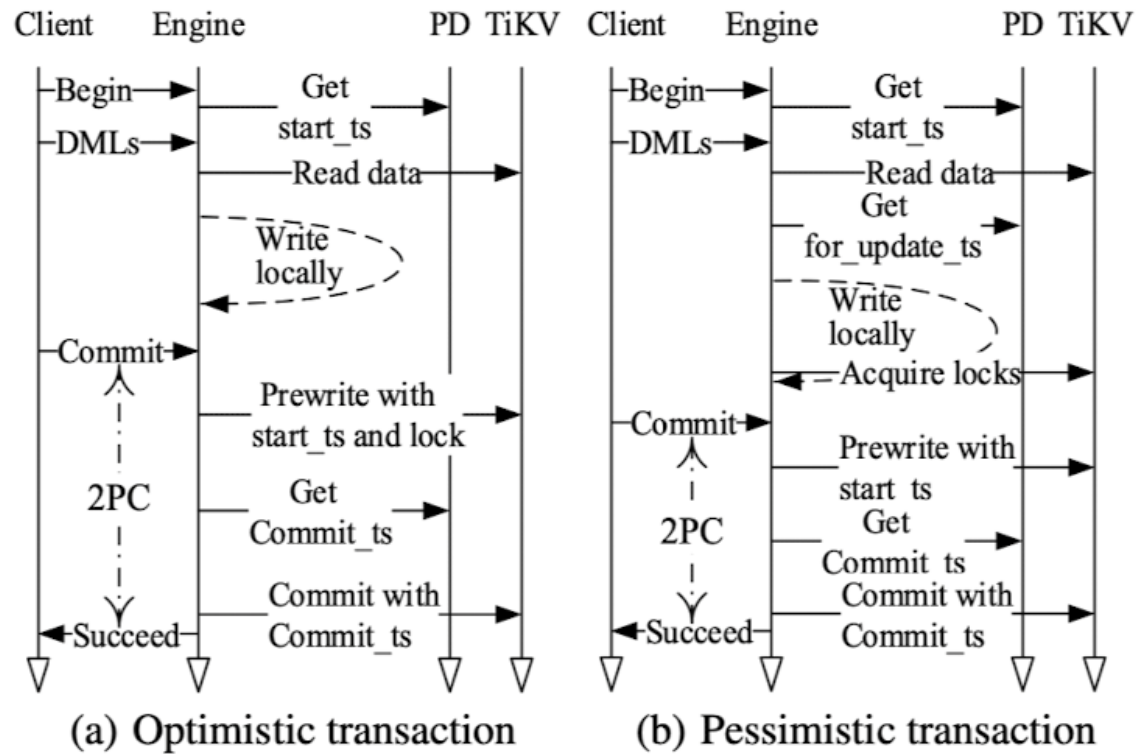 Client Engine PD TiKV
Begin
Get
start_ts
DMLs
Read data
Write
locally
Commit
Prewrite with
start_ts and lock
2PC
Get
Commit_ts
Commit with
Succeed
Commit_ts
(a) Optimistic transaction
Client Engine PD TiKV
Begin
Get
start_ts
DMLs
Read data
Get
for_update_ts
Write
locally
Acquire locks
Commit
Prewrite with
start_ts
Get
2PC
Commit_ts
Commit with
Succeed
Commit_ts
(b) Pessimistic transaction